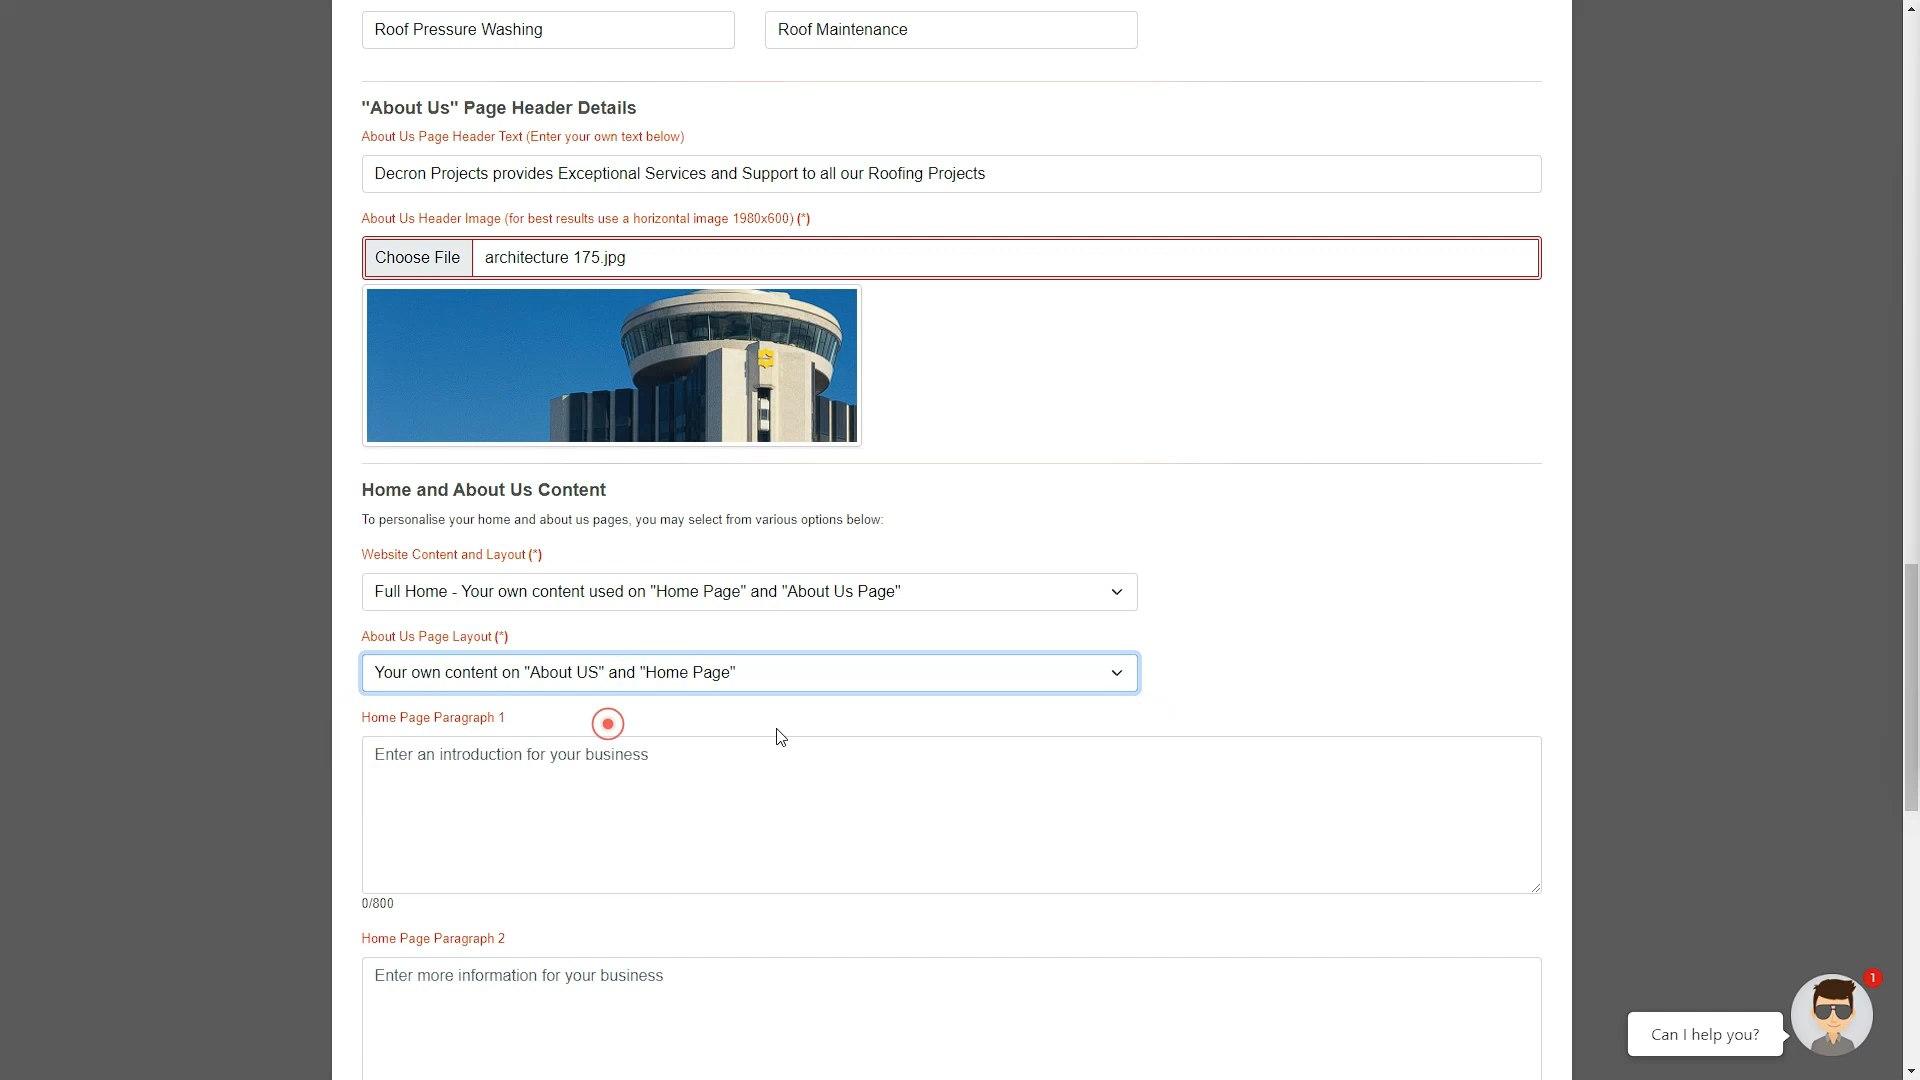 Roof Pressure Washing
Roof Maintenance
"About Us" Page Header Details
About Us Page Header Text (Enter your own text below)
Decron Projects provides Exceptional Services and Support to all our Roofing Projects
About Us Header Image (for best results use a horizontal image 1980x600) (*)
Choose File architecture 175.jpg
Home and About Us Content
To personalise your home and about us pages, you may select from various options below:
Website Content and Layout (*)
Full Home - Your own content used on "Home Page" and "About Us Page"
About Us Page Layout (*)
Your own content on "About US" and "Home Page"
Home Page Paragraph 1
Enter an introduction for your business
0/800
Home Page Paragraph 2
Enter more information for your business
1
Can I help you?